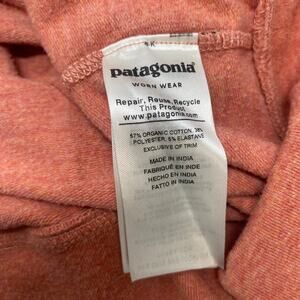 patagonia®
WORN WEAR
Repair, Reuse, Recycle
This Product
www.patagonia.com/
57% ORGANIC COTTON, 38%
POLYESTER, 5% ELASTANE
EXCLUSIVE OF TRIM
MADE IN INDIA
FABRIQUÉ EN INDE
HECHO EN INDIA
FATTO IN INDIA